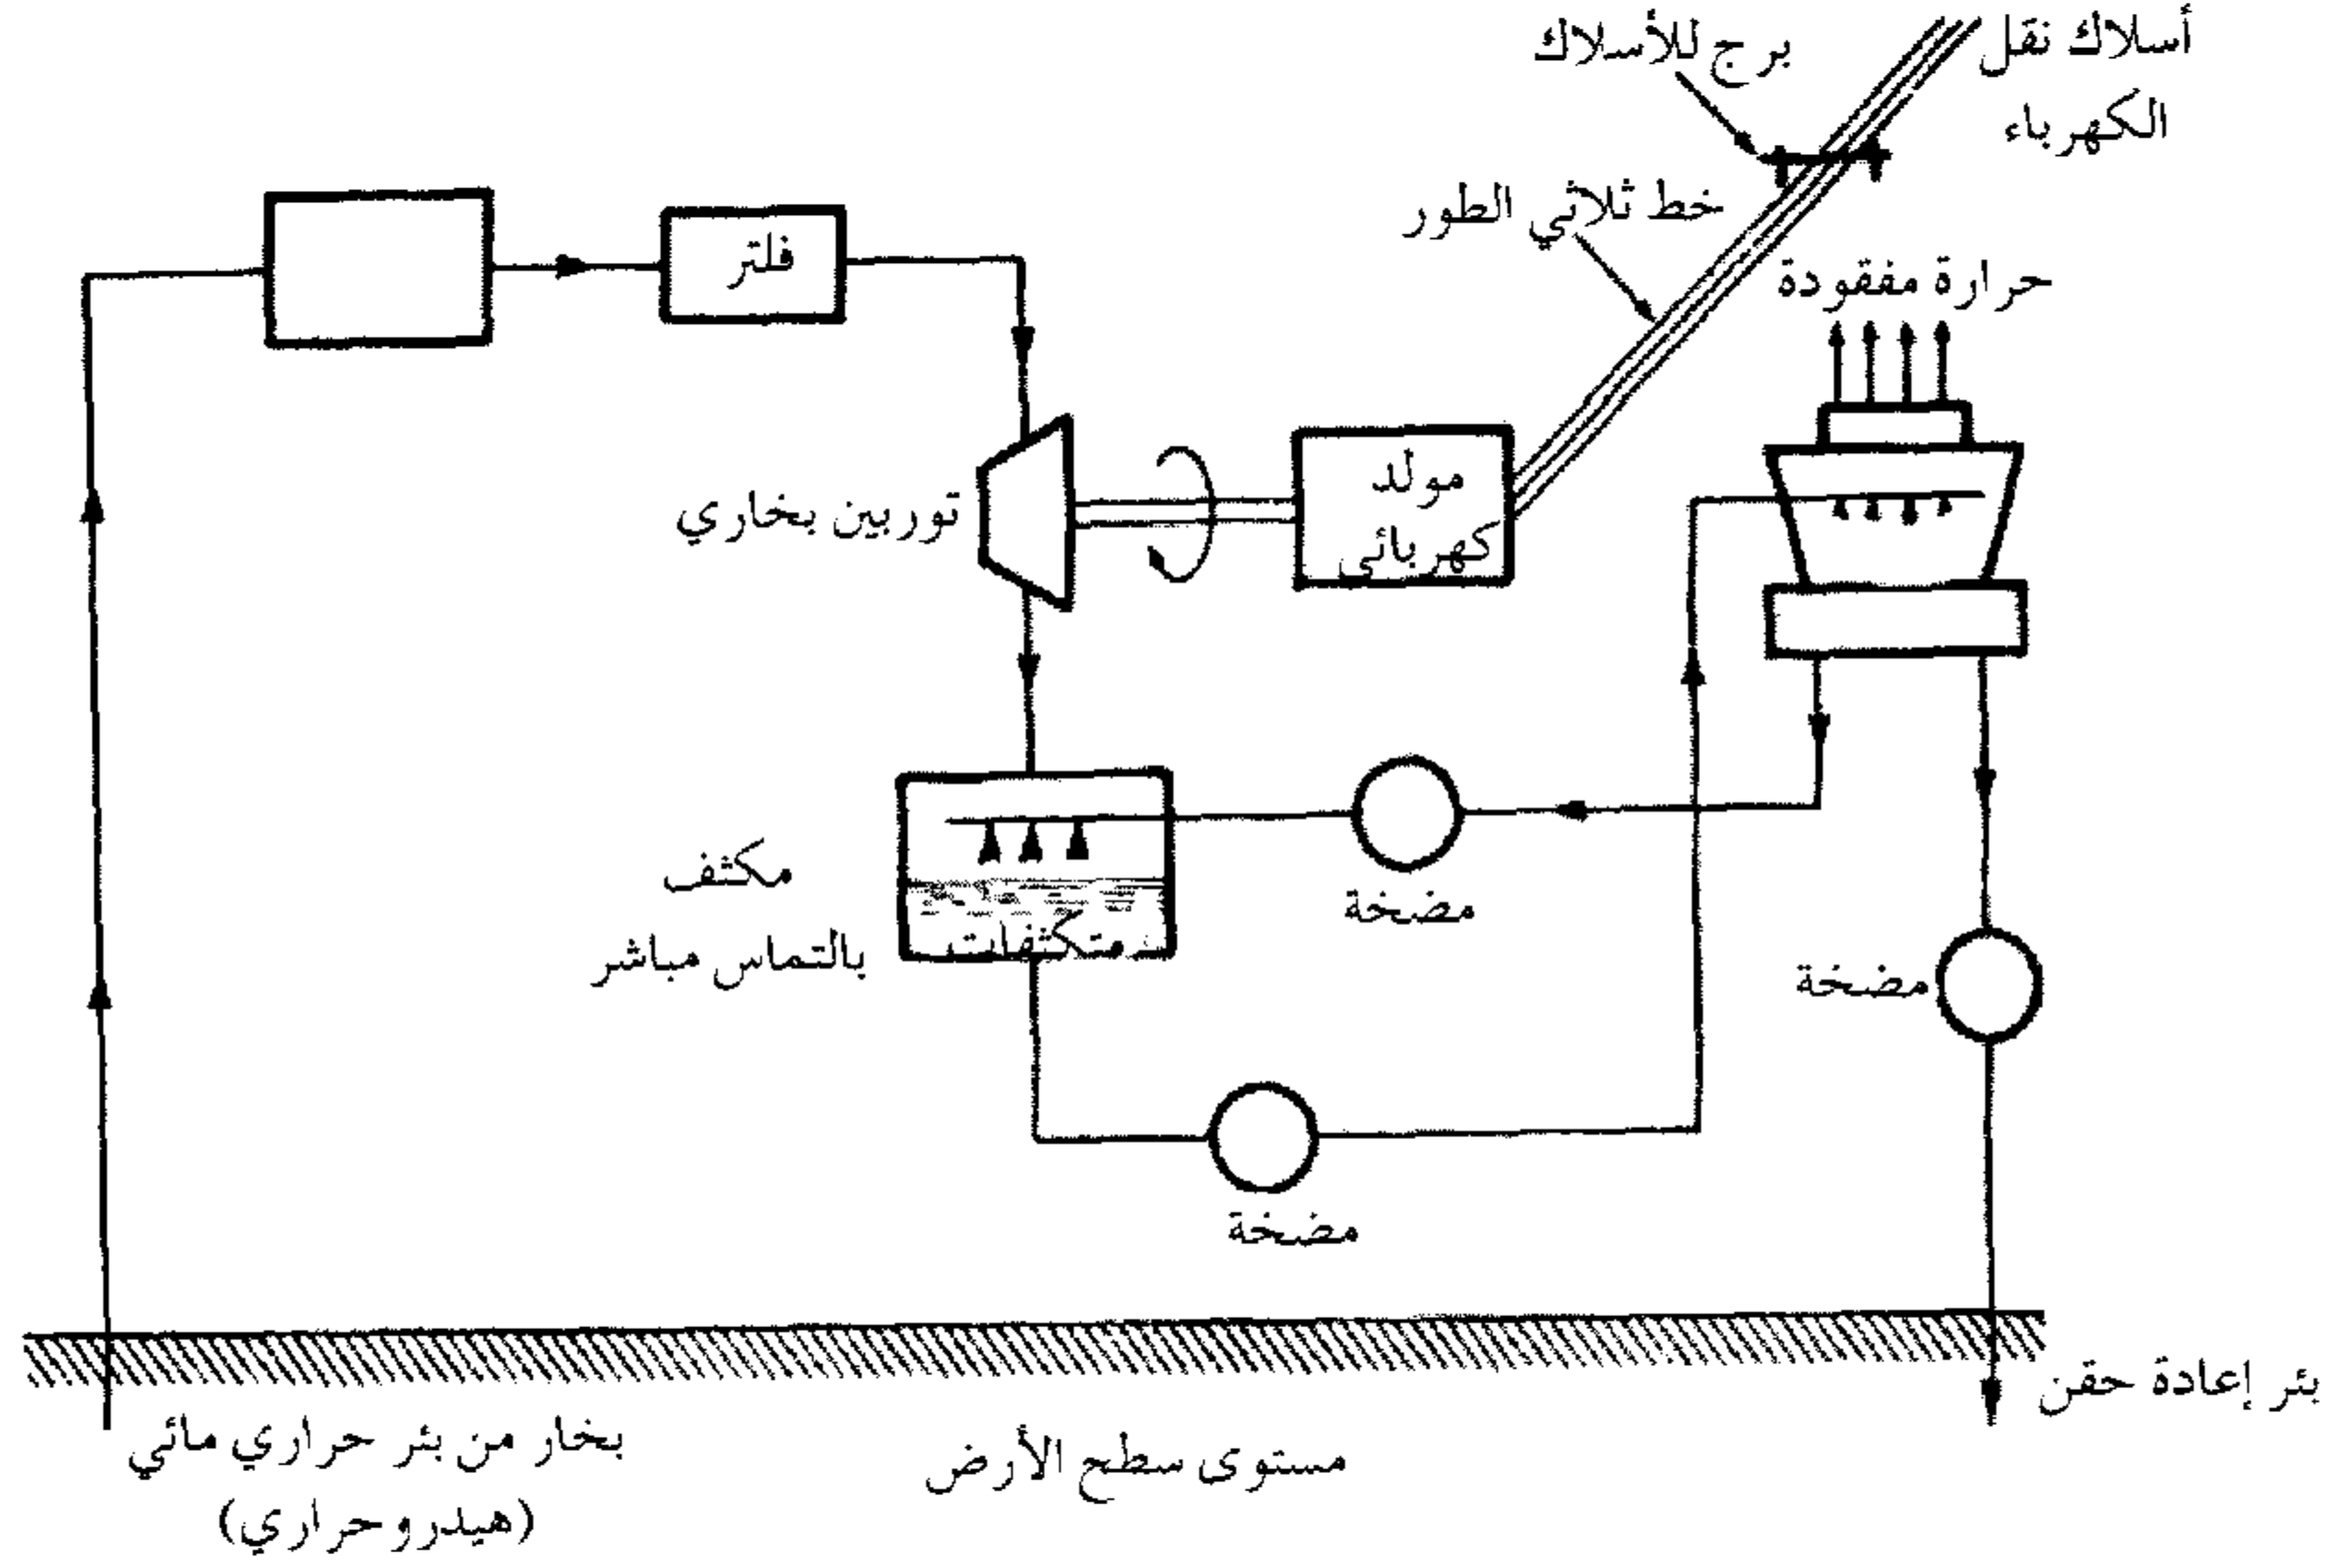 أسلاك نقل
الكهرباء
برج للأسلاك
خط ثلاثي الطور
حرارة مفقودة
فلتر
مولد
كهربائي
توربين بخاري
مكثف
بالتماس مباشر
متكثفات
مضخة
مضخة
مضخة
بئر إعادة حقن
مستوى سطح الأرض
بخار من بئر حراري مائي
(هيدروحراري)